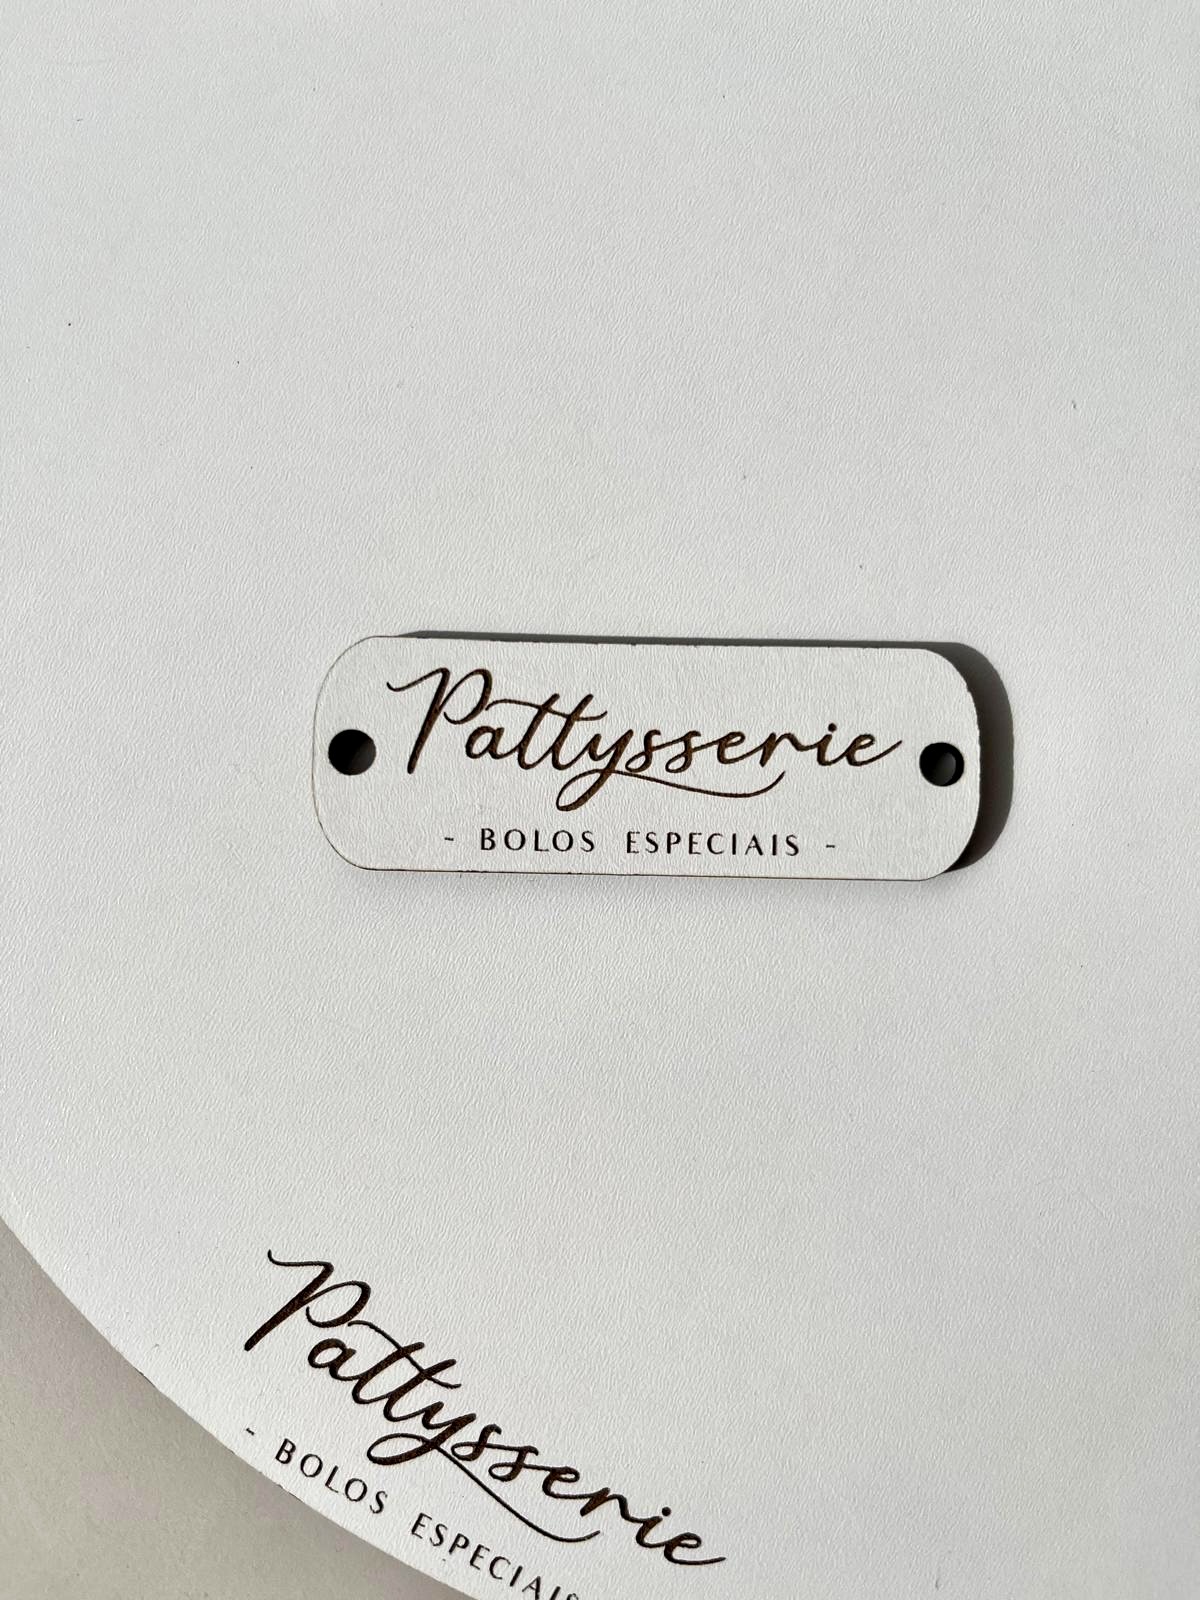 Pattysserie
- BOLOS ESPECIAIS -
Pattysserie
- BOLOS ESPECIAIS